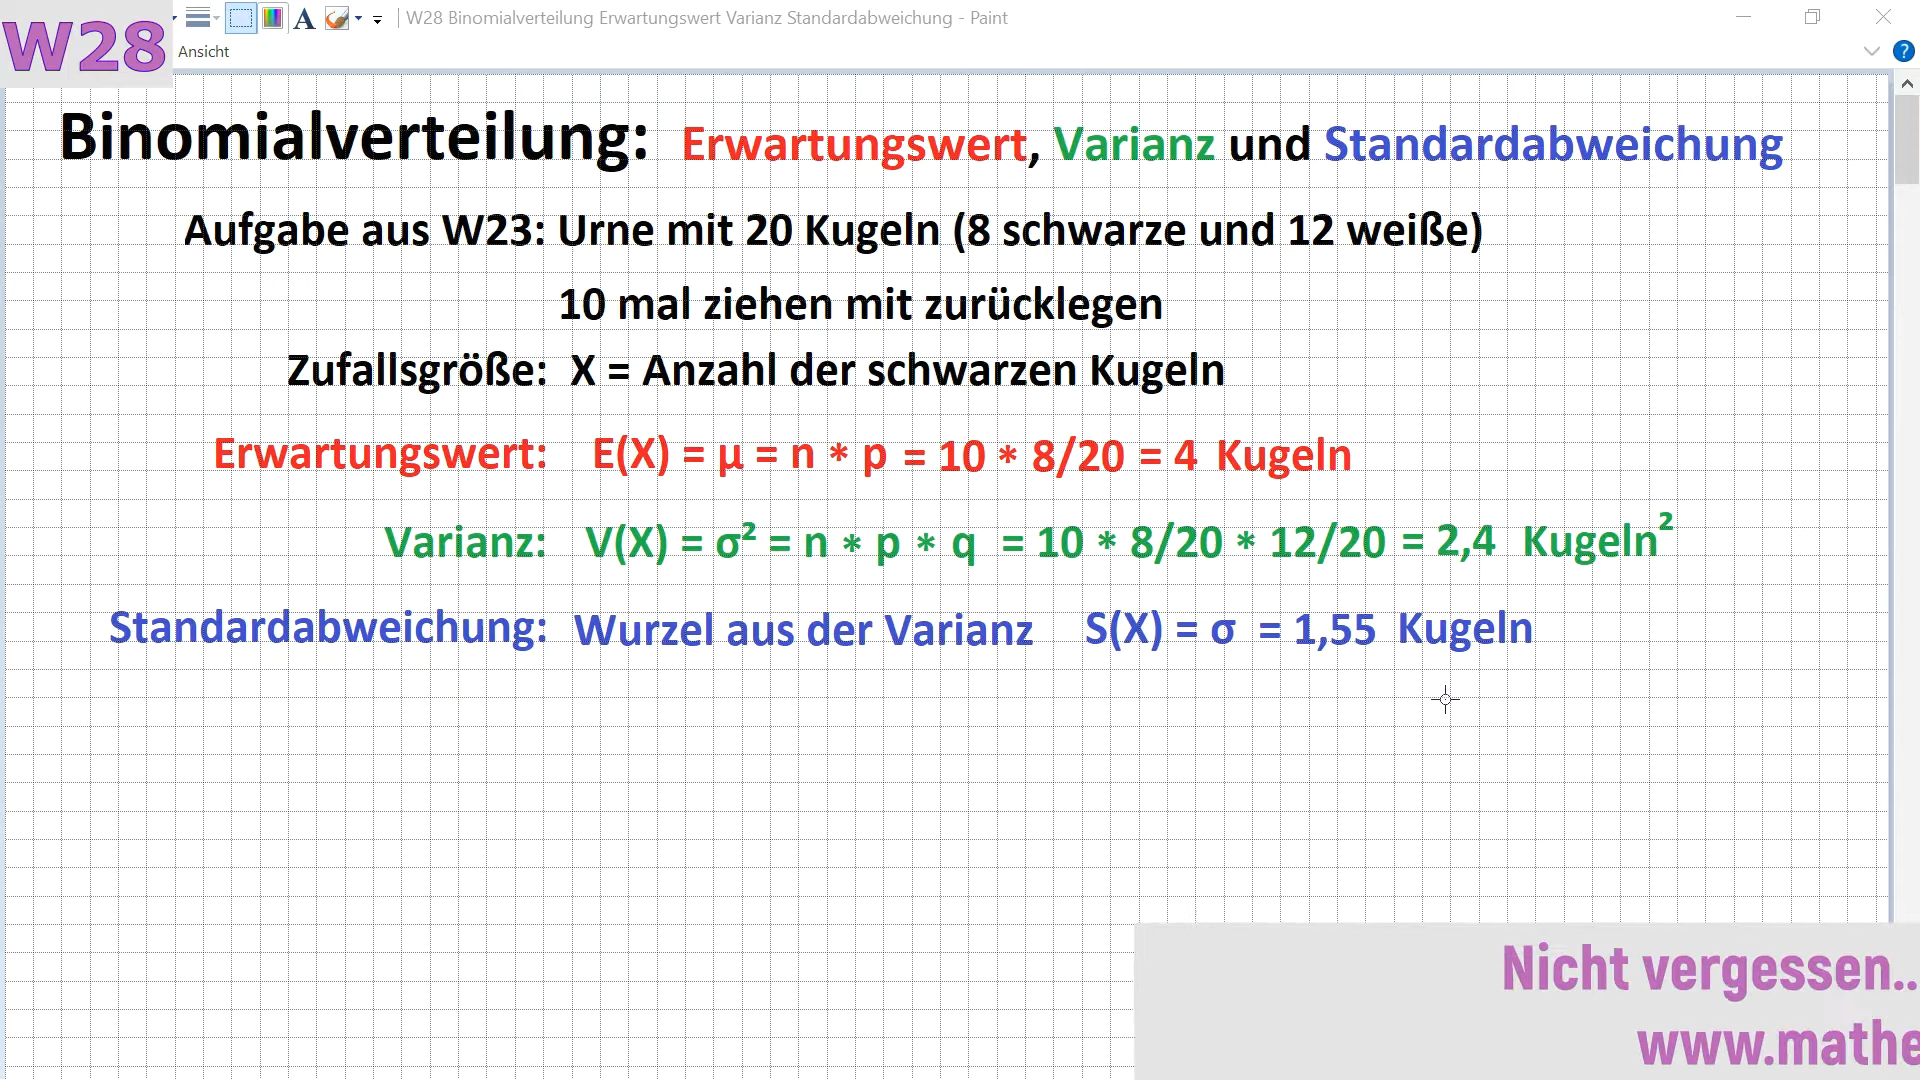 W28 Binomialverteilung Erwartungswert Varianz Standardabweichung - Paint
W28
Ansicht
Binomialverteilung: Erwartungswert, Varianz und Standardabweichung
Aufgabe aus W23: Urne mit 20 Kugeln (8 schwarze und 12 weiße)
10 mal ziehen mit zurücklegen
Zufallsgröße: X = Anzahl der schwarzen Kugeln
Erwartungswert: E(X) = μ = n * p = 10 * 8/20 = 4 Kugeln
Varianz: V(X) = σ² = n * p * q = 10 * 8/20 * 12/20 = 2,4 Kugeln²
Standardabweichung: Wurzel aus der Varianz S(X) = σ = 1,55 Kugeln
Nicht vergessen..
www.mathe